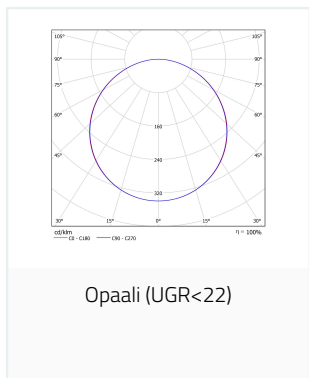 105° 105°
90° 90°
75° 75°
60° 60°
160
45° 45°
240
320
30° 15° 0° 15° 30°
cd/klm η = 100%
C0 - C180 C90 - C270
Opaali (UGR<22)